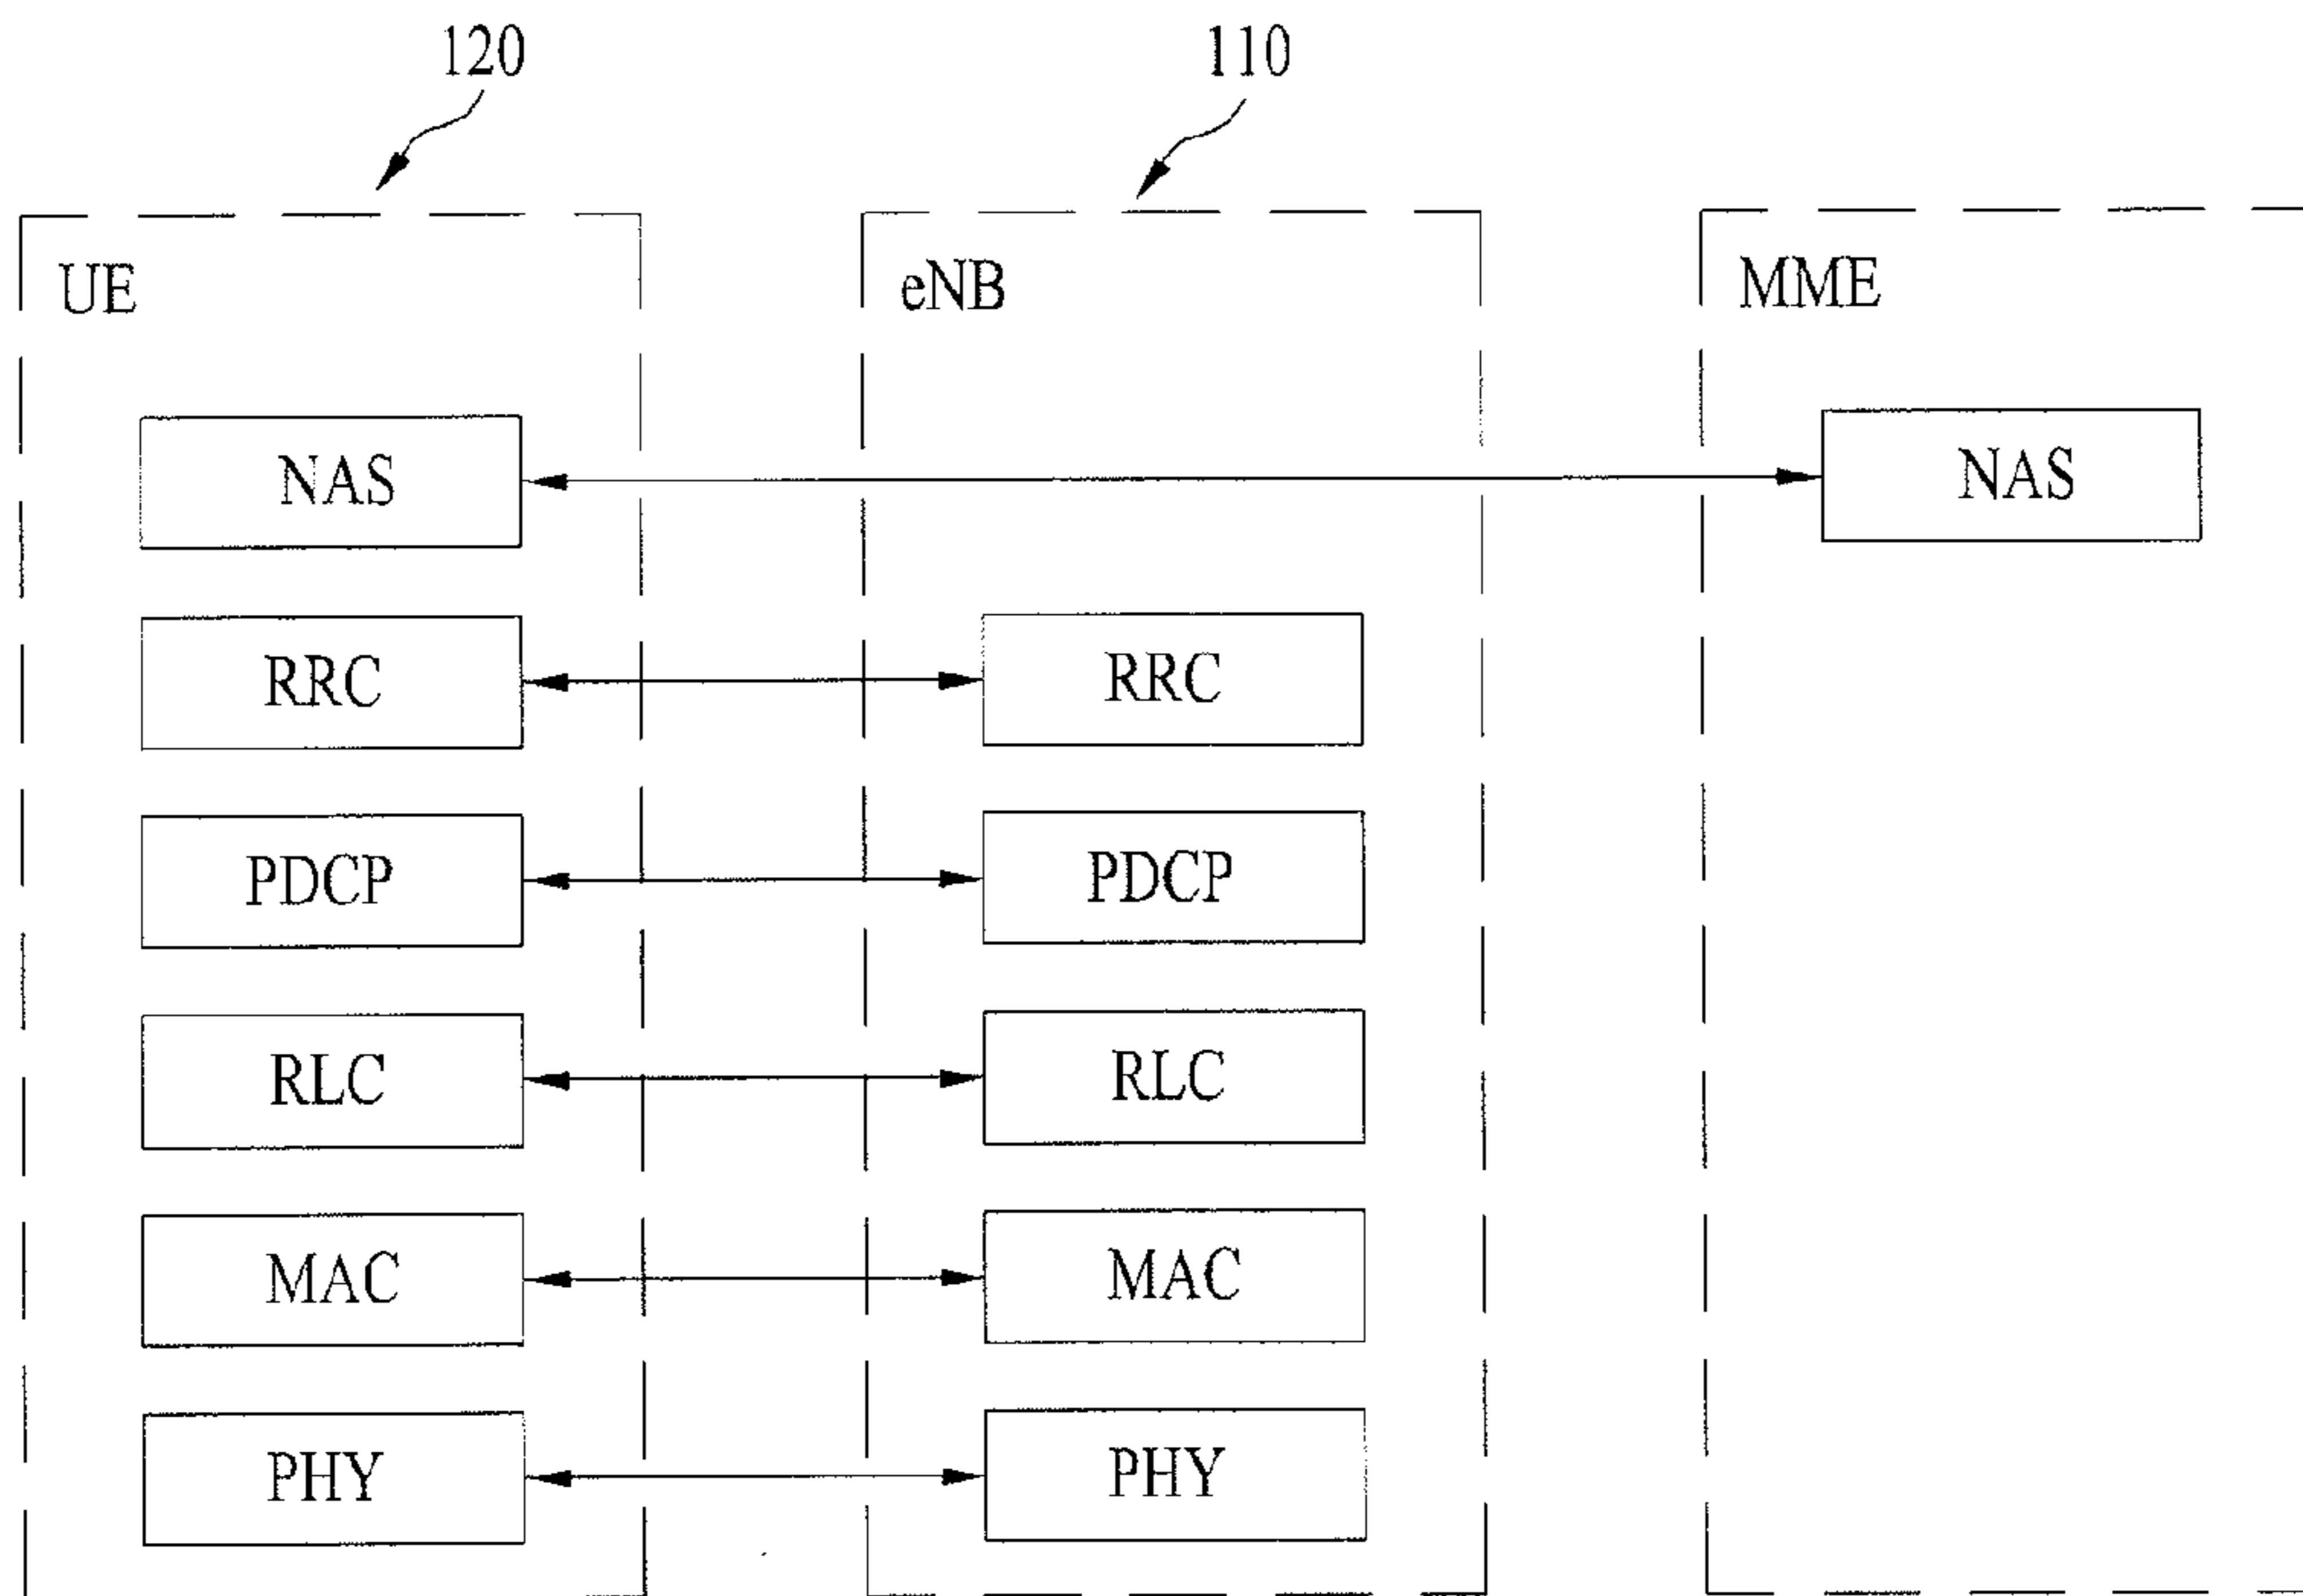 120 110
UE eNB MME
NAS NAS
RRC RRC
PDCP PDCP
RLC RLC
MAC MAC
PHY PHY